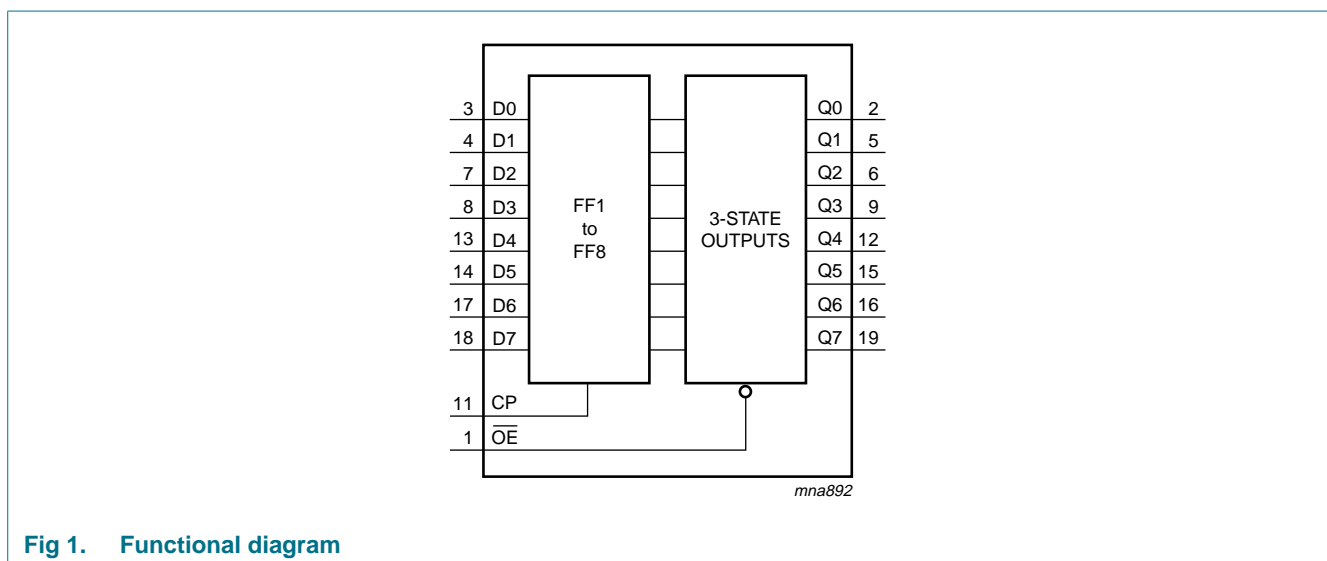 3 D0 Q0 2
4 D1 Q1 5
7 D2 Q2 6
8 D3 FF1 Q3 9
to 3-STATE
13 D4 FF8 OUTPUTS Q4 12
14 D5 Q5 15
17 D6 Q6 16
18 D7 Q7 19
11 CP
1 OE
mna892
Fig 1. Functional diagram